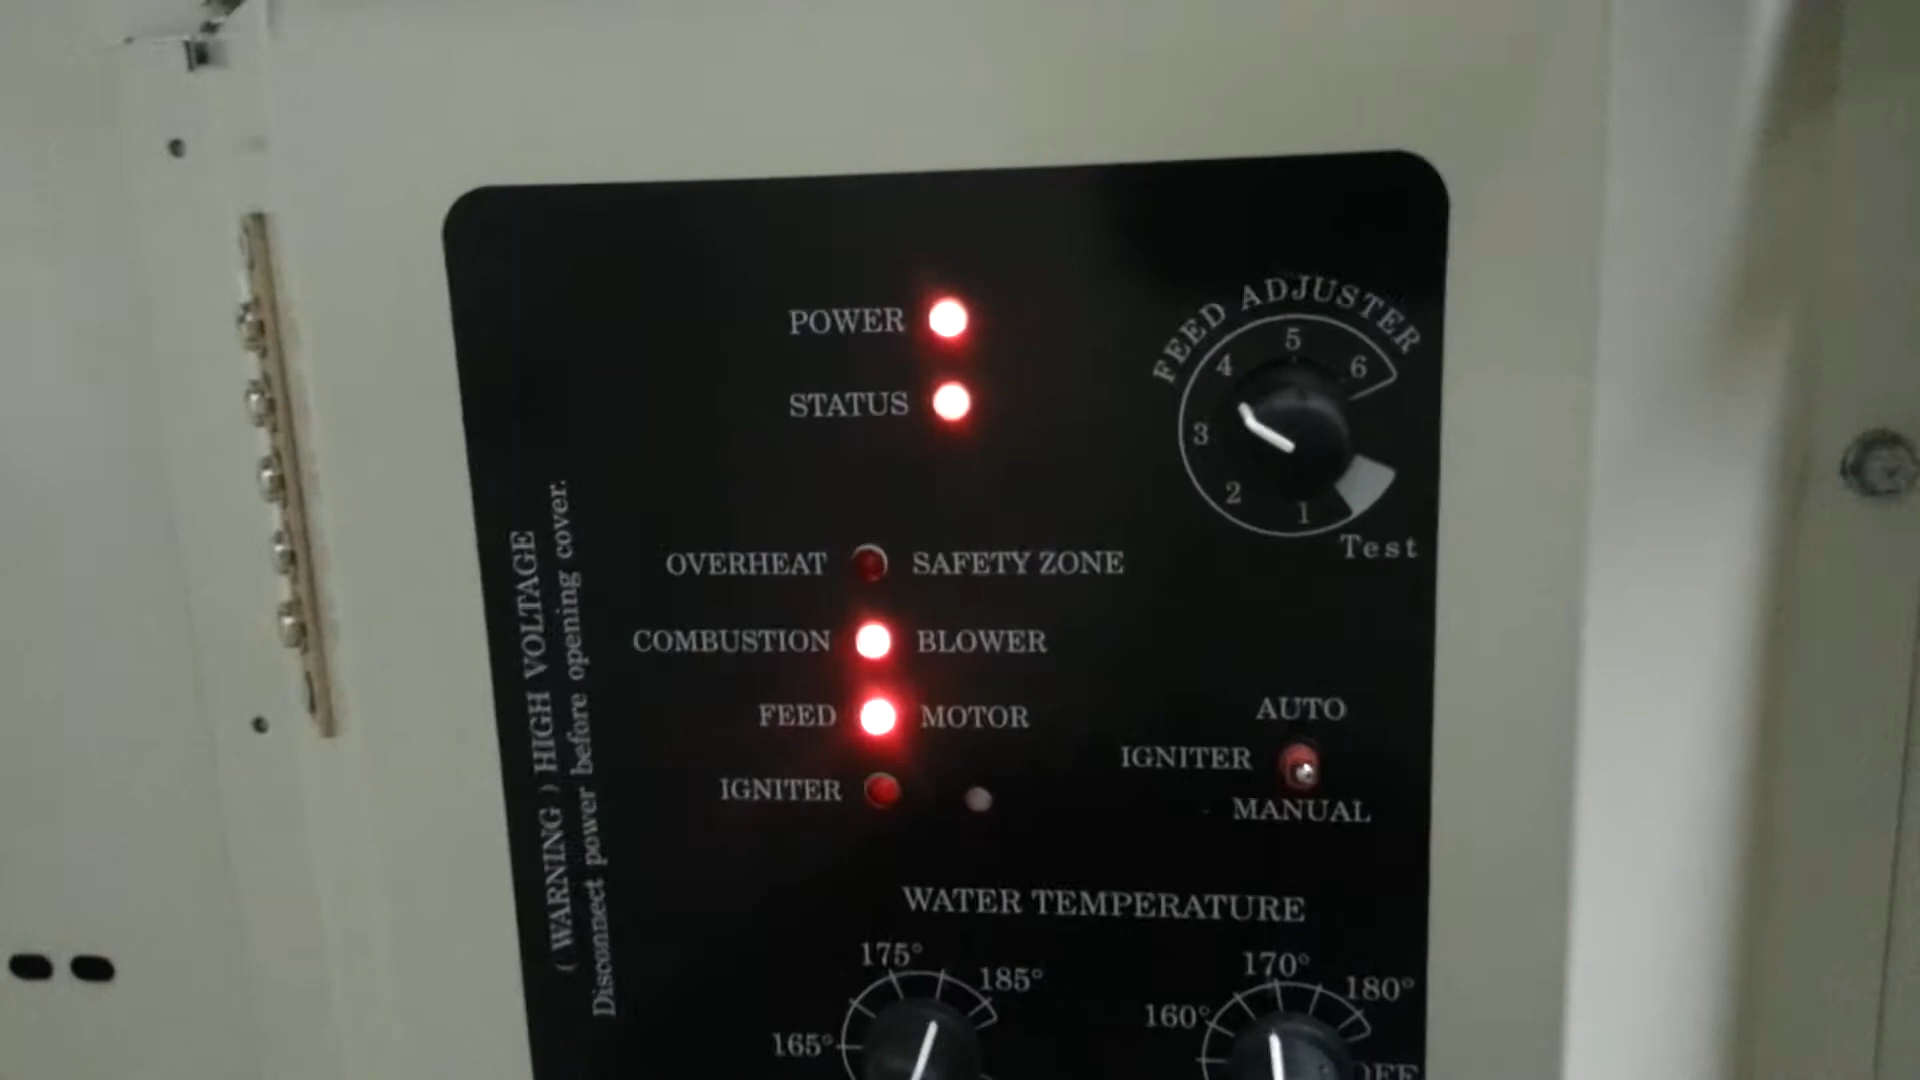 FEED ADJUSTER
POWER
STATUS
1 2 3 4 5 6
Test
OVERHEAT SAFETY ZONE
COMBUSTION BLOWER
FEED MOTOR
IGNITER
AUTO
IGNITER
MANUAL
( WARNING ) HIGH VOLTAGE
Disconnect power before opening cover.
WATER TEMPERATURE
165° 175° 185°
160° 170° 180°
OFF